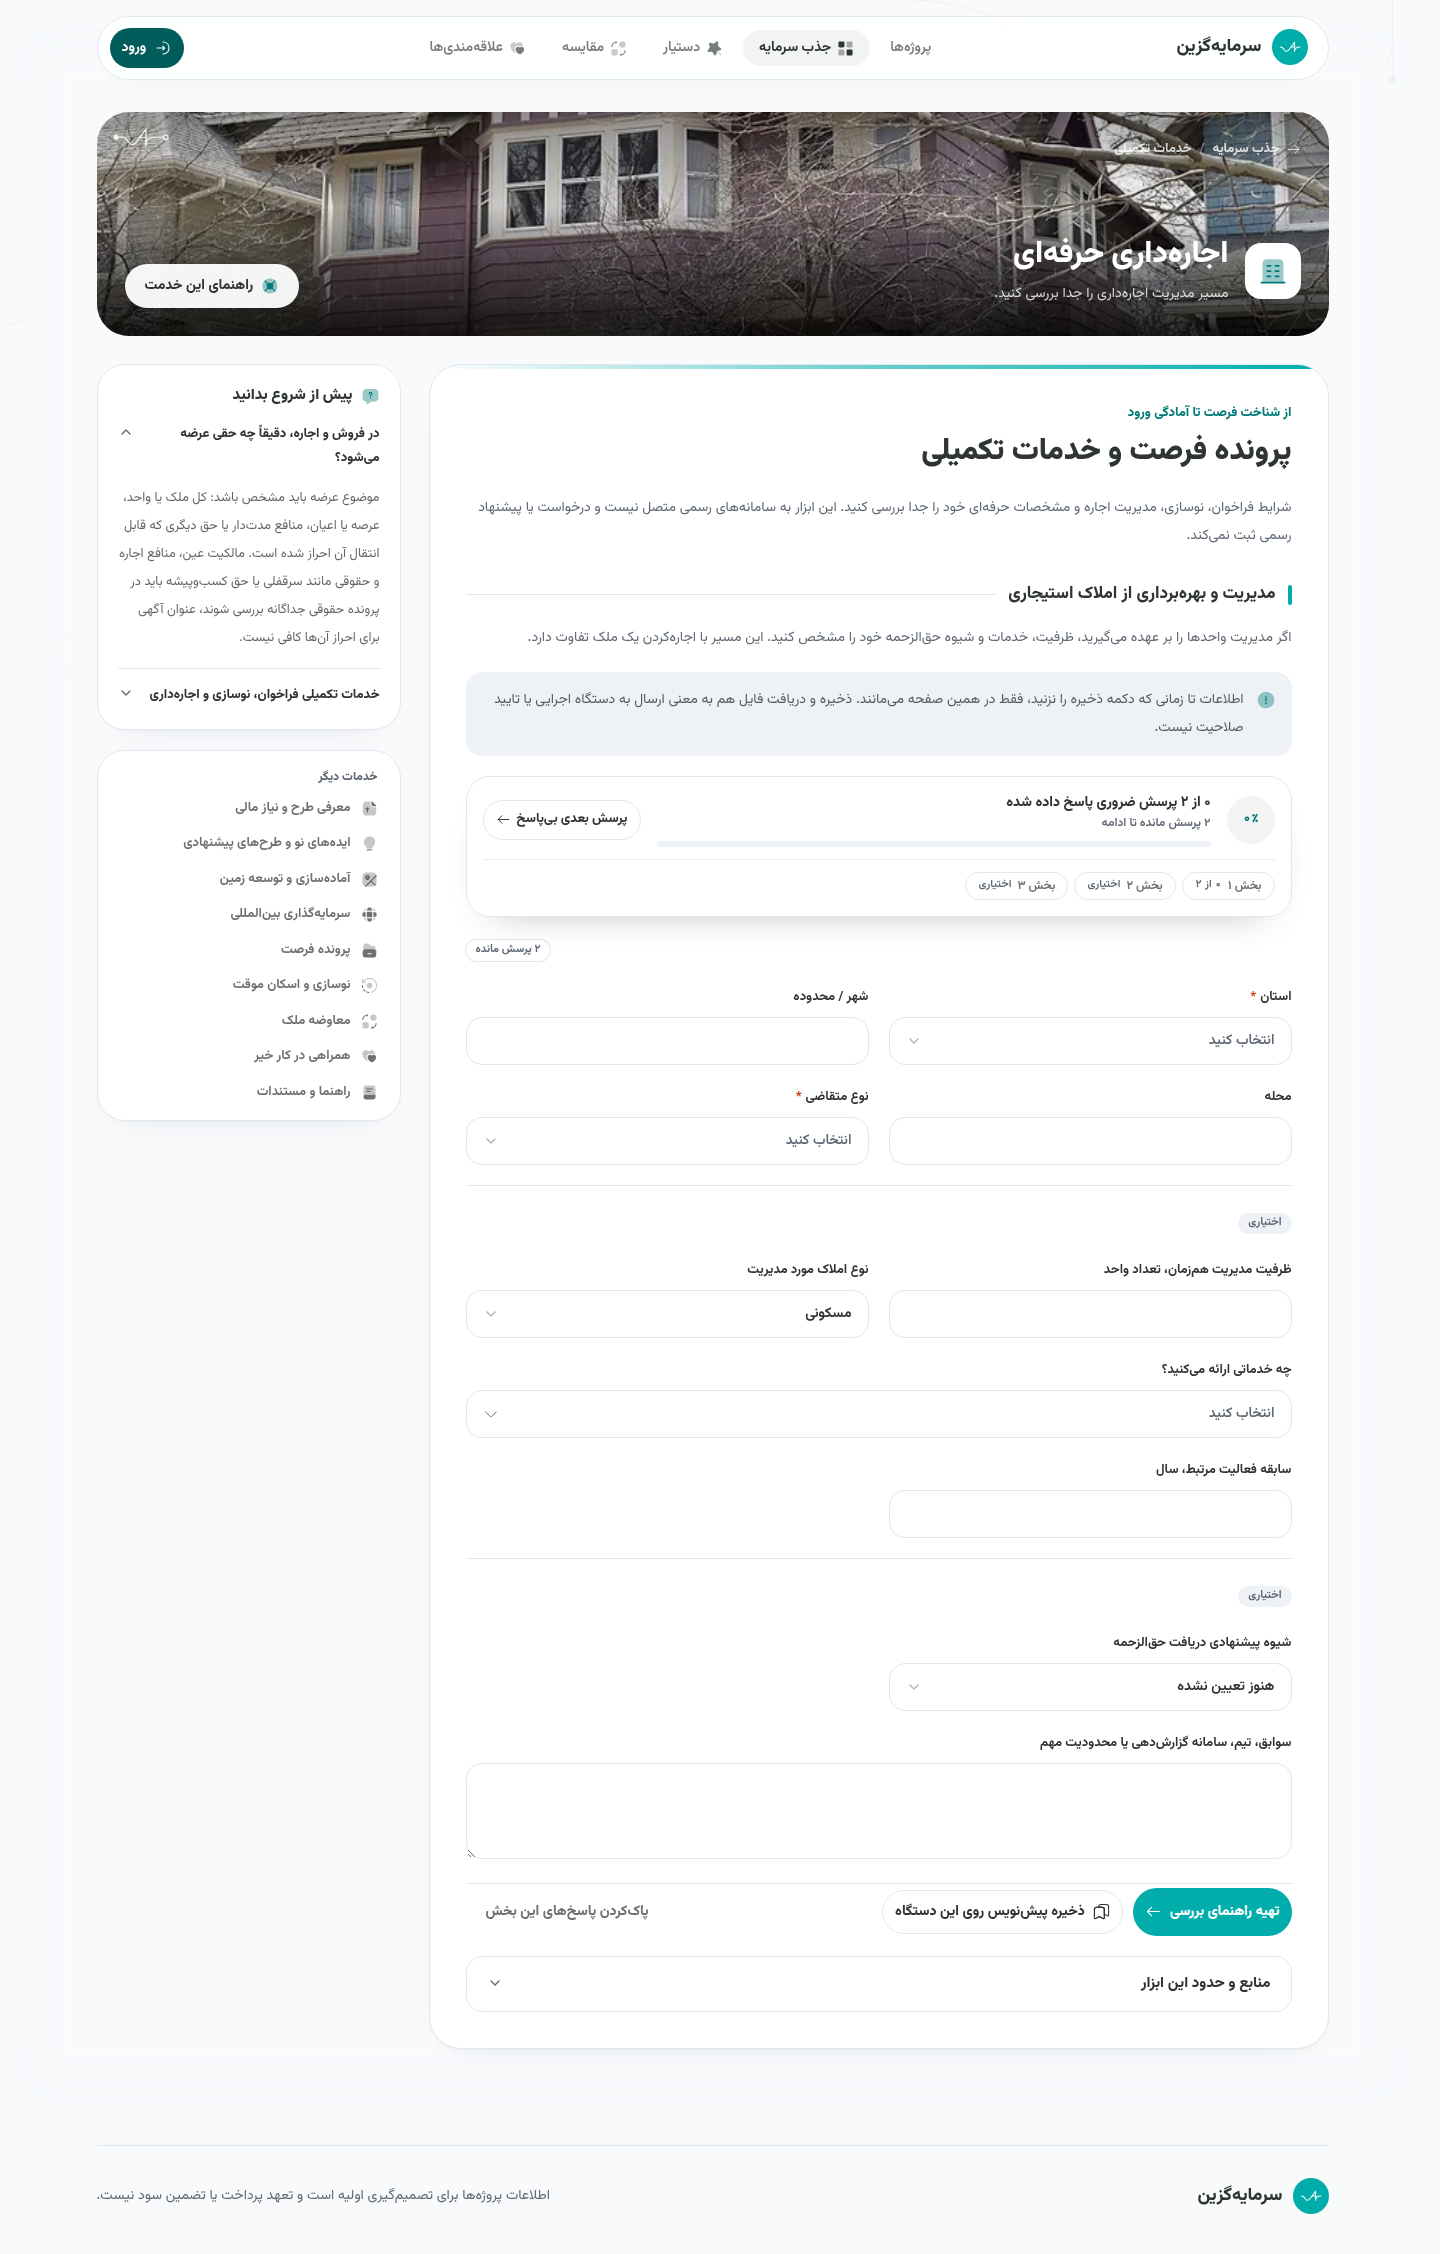 سرمایه‌گزین
پروژه‌ها
جذب سرمایه
دستیار
مقایسه
علاقه‌مندی‌ها
ورود
جذب سرمایه / خدمات تکمیلی
اجاره‌داری حرفه‌ای
مسیر مدیریت اجاره‌داری را جدا بررسی کنید.
راهنمای این خدمت
از شناخت فرصت تا آمادگی ورود
پرونده فرصت و خدمات تکمیلی
شرایط فراخوان، نوسازی، مدیریت اجاره و مشخصات حرفه‌ای خود را جدا بررسی کنید. این ابزار به سامانه‌های رسمی متصل نیست و درخواست یا پیشنهاد
رسمی ثبت نمی‌کند.
مدیریت و بهره‌برداری از املاک استیجاری
اگر مدیریت واحدها را بر عهده می‌گیرید، ظرفیت، خدمات و شیوه حق‌الزحمه خود را مشخص کنید. این مسیر با اجاره‌کردن یک ملک تفاوت دارد.
اطلاعات تا زمانی که دکمه ذخیره را نزنید، فقط در همین صفحه می‌مانند. ذخیره و دریافت فایل هم به معنی ارسال به دستگاه اجرایی یا تایید
صلاحیت نیست.
۰٪
۰ از ۲ پرسش ضروری پاسخ داده شده
۲ پرسش مانده تا ادامه
پرسش بعدی بی‌پاسخ
بخش ۱ ۰ از ۲
بخش ۲ اختیاری
بخش ۳ اختیاری
۲ پرسش مانده
استان *
شهر / محدوده
انتخاب کنید
محله
نوع متقاضی *
انتخاب کنید
اختیاری
ظرفیت مدیریت هم‌زمان، تعداد واحد
نوع املاک مورد مدیریت
مسکونی
چه خدماتی ارائه می‌کنید؟
انتخاب کنید
سابقه فعالیت مرتبط، سال
اختیاری
شیوه پیشنهادی دریافت حق‌الزحمه
هنوز تعیین نشده
سوابق، تیم، سامانه گزارش‌دهی یا محدودیت مهم
تهیه راهنمای بررسی
ذخیره پیش‌نویس روی این دستگاه
پاک‌کردن پاسخ‌های این بخش
منابع و حدود این ابزار
پیش از شروع بدانید
در فروش و اجاره، دقیقاً چه حقی عرضه
می‌شود؟
موضوع عرضه باید مشخص باشد: کل ملک یا واحد،
عرصه یا اعیان، منافع مدت‌دار یا حق دیگری که قابل
انتقال آن احراز شده است. مالکیت عین، منافع اجاره
و حقوقی مانند سرقفلی یا حق کسب‌وپیشه باید در
پرونده حقوقی جداگانه بررسی شوند، عنوان آگهی
برای احراز آن‌ها کافی نیست.
خدمات تکمیلی فراخوان، نوسازی و اجاره‌داری
خدمات دیگر
معرفی طرح و نیاز مالی
ایده‌های نو و طرح‌های پیشنهادی
آماده‌سازی و توسعه زمین
سرمایه‌گذاری بین‌المللی
پرونده فرصت
نوسازی و اسکان موقت
معاوضه ملک
همراهی در کار خیر
راهنما و مستندات
سرمایه‌گزین
اطلاعات پروژه‌ها برای تصمیم‌گیری اولیه است و تعهد پرداخت یا تضمین سود نیست.